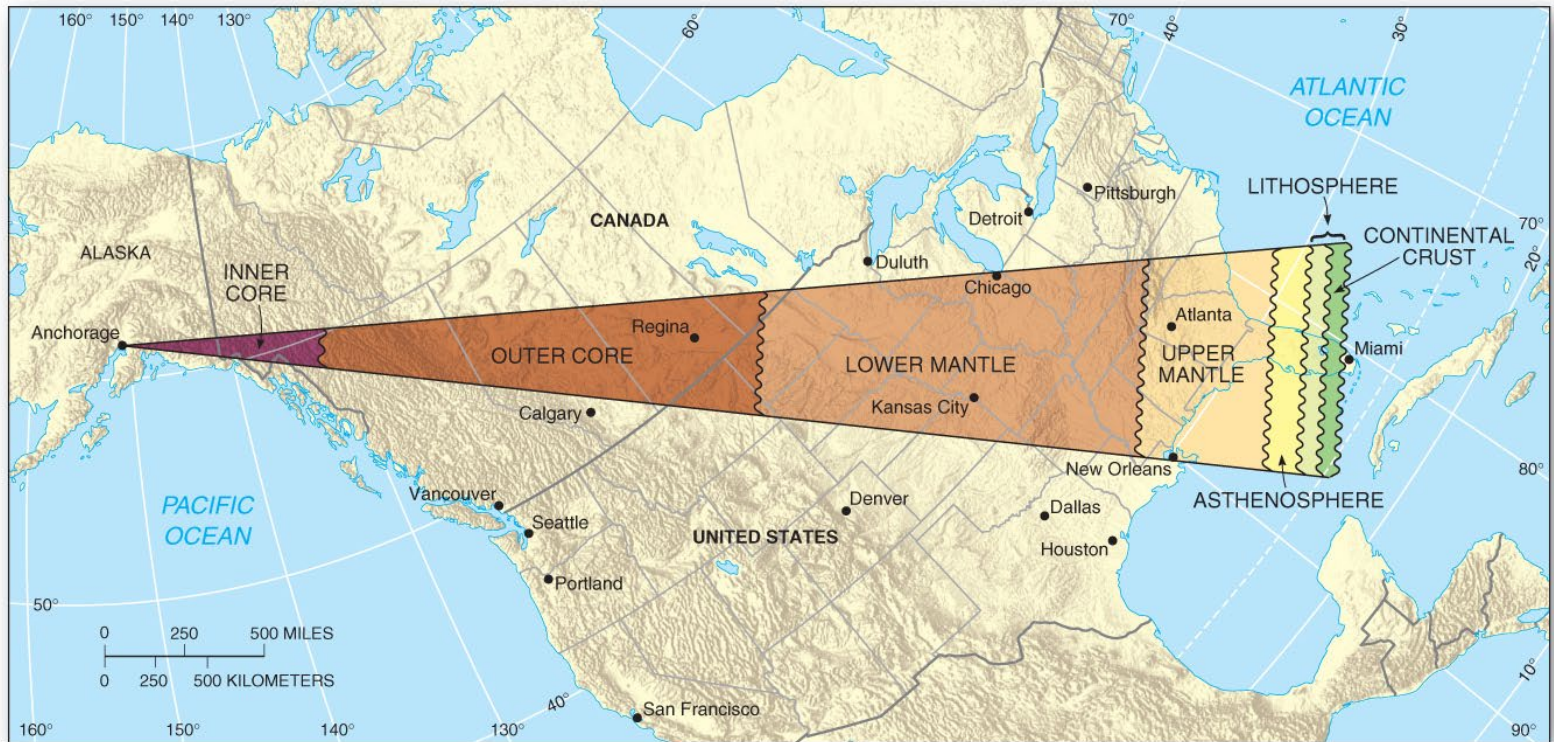 160° 150° 140° 130°
60°
70°
40°
30°
ATLANTIC
OCEAN
LITHOSPHERE
70°
20°
CONTINENTAL
CRUST
Pittsburgh
Detroit
CANADA
Duluth
Chicago
ALASKA
INNER
CORE
Anchorage
Regina
OUTER CORE
LOWER MANTLE
Atlanta
UPPER
MANTLE
Miami
Calgary
Kansas City
New Orleans
80°
ASTHENOSPHERE
Vancouver
Seattle
PACIFIC
OCEAN
Denver
Dallas
UNITED STATES
Houston
Portland
50°
0 250 500 MILES
0 250 500 KILOMETERS
San Francisco
40°
10°
160° 150° 140° 130° 90°